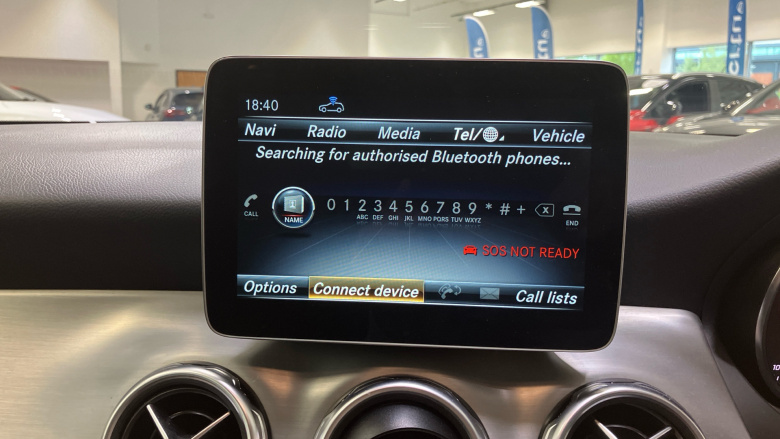 18:40
Navi Radio Media Tel/ Vehicle
Searching for authorised Bluetooth phones...
CALL NAME 0 1 2 3 4 5 6 7 8 9 * # + X END
ABC DEF GHI JKL MNO PQRS TUV WXYZ
SOS NOT READY
Options Connect device Call lists